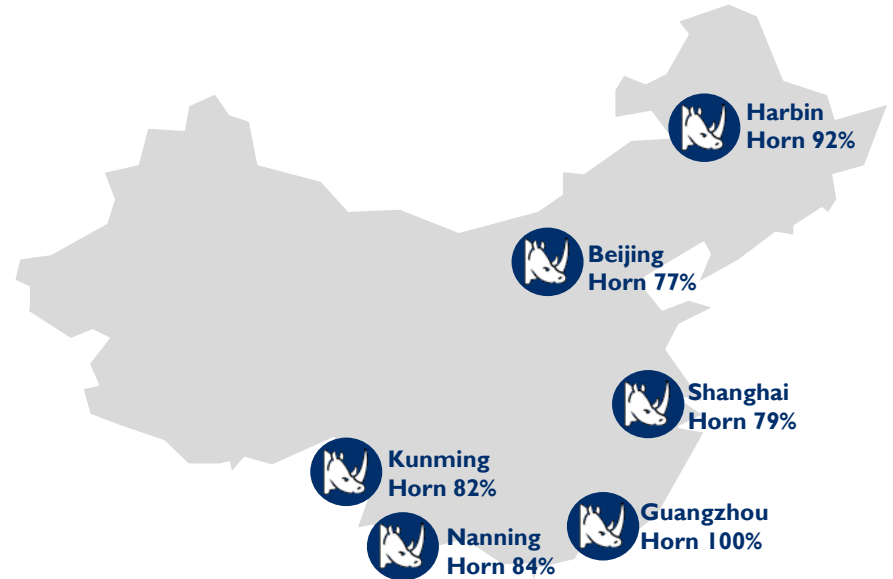 Harbin
Horn 92%
Beijing
Horn 77%
Shanghai
Horn 79%
Kunming
Horn 82%
Guangzhou
Horn 100%
Nanning
Horn 84%